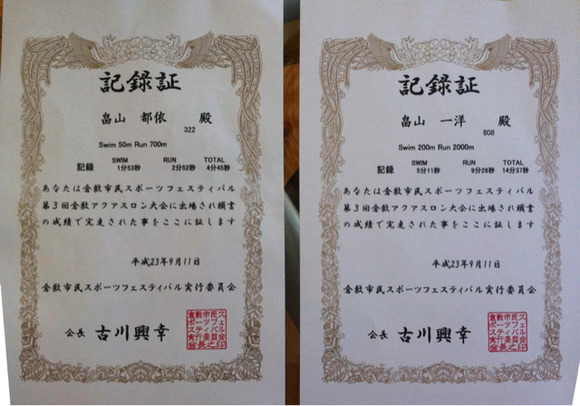 記録証
畠山 都依 殿
322
Swim 50m Run 700m
SWIM RUN TOTAL
記録 1分53秒 2分52秒 4分45秒
あなたは倉敷市民スポーツフェスティバル
第3回倉敷アクアスロン大会に出場され頭書
の成績で完走された事をここに証します
平成23年9月11日
倉敷市民スポーツフェスティバル実行委員会
会長 古川興幸
記録証
畠山 一洋 殿
808
Swim 200m Run 2000m
SWIM RUN TOTAL
記録 5分11秒 9分26秒 14分37秒
あなたは倉敷市民スポーツフェスティバル
第3回倉敷アクアスロン大会に出場され頭書
の成績で完走された事をここに証します
平成23年9月11日
倉敷市民スポーツフェスティバル実行委員会
会長 古川興幸